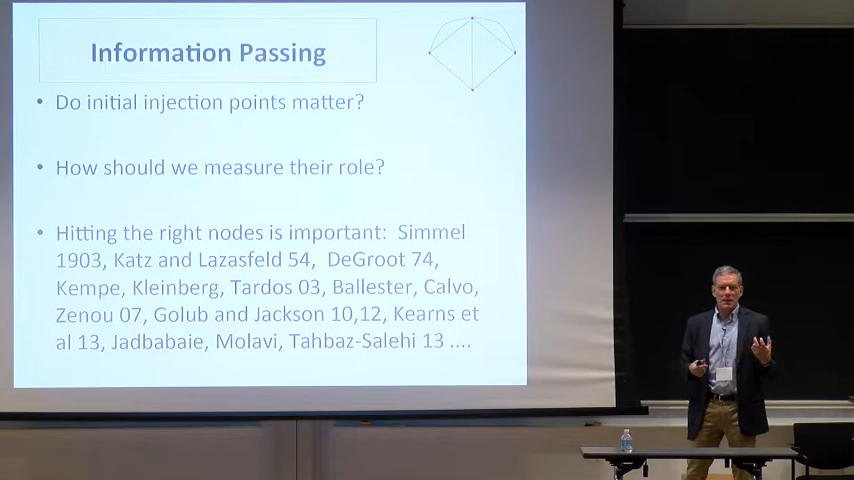 Information Passing
• Do initial injection points matter?
• How should we measure their role?
• Hitting the right nodes is important: Simmel
1903, Katz and Lazasfeld 54, DeGroot 74,
Kempe, Kleinberg, Tardos 03, Ballester, Calvo,
Zenou 07, Golub and Jackson 10,12, Kearns et
al 13, Jadbabaie, Molavi, Tahbaz-Salehi 13 ....